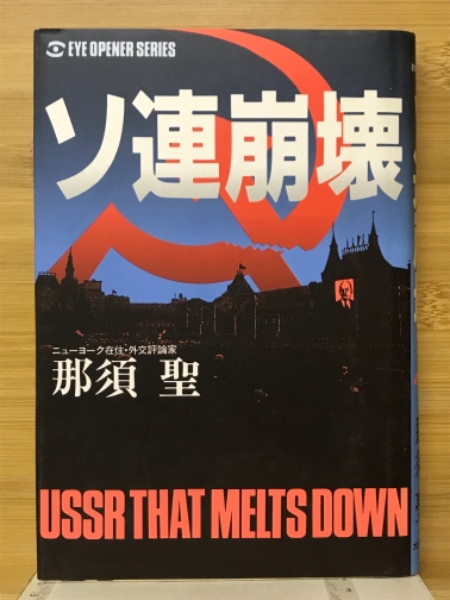 EYE OPENER SERIES
ソ連崩壊
ニューヨーク在住・外交評論家
那須 聖
USSR THAT MELTS DOWN